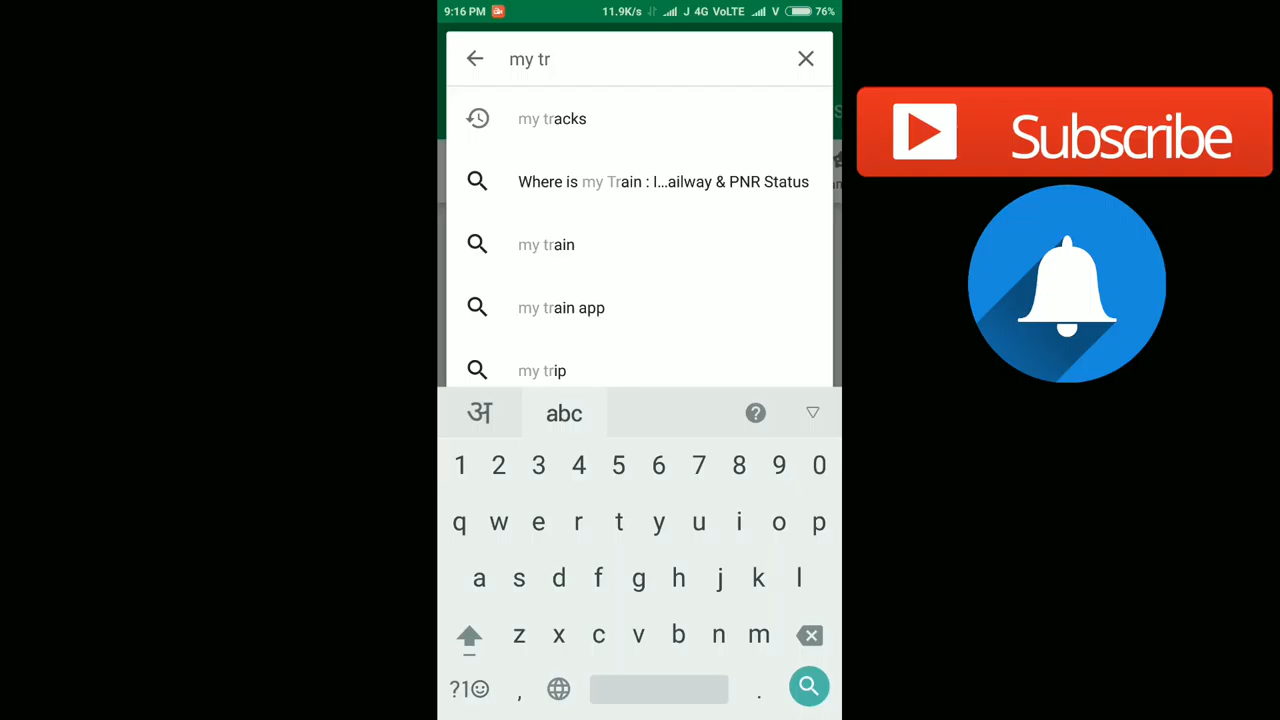 9:16 PM 11.9K/s J 4G VoLTE V 76%
my tr
my tracks
Where is my Train : I...ailway & PNR Status
my train
my train app
my trip
अ abc
1 2 3 4 5 6 7 8 9 0
q w e r t y u i o p
a s d f g h j k l
z x c v b n m
?1☺ , .
Subscribe